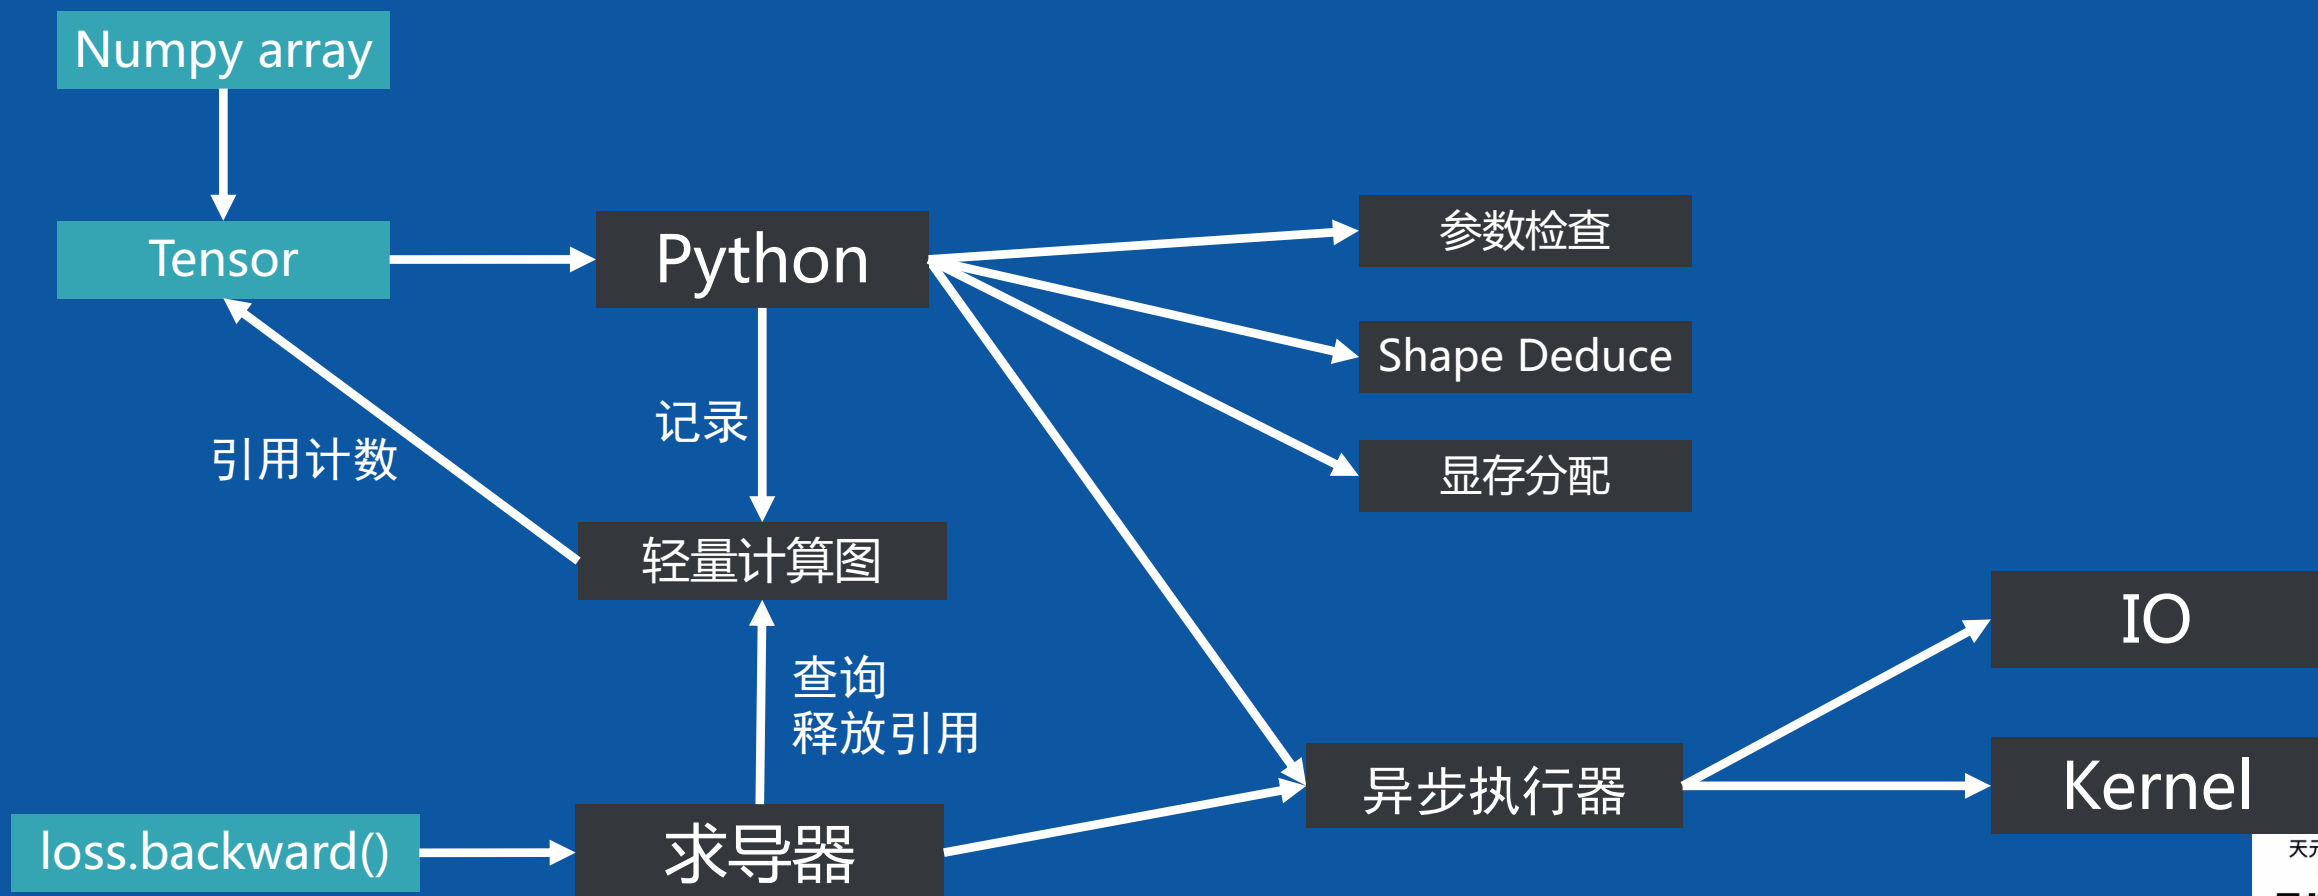 Numpy array
Tensor
Python
参数检查
Shape Deduce
显存分配
记录
引用计数
轻量计算图
查询
释放引用
IO
异步执行器
Kernel
loss.backward()
求导器
天元